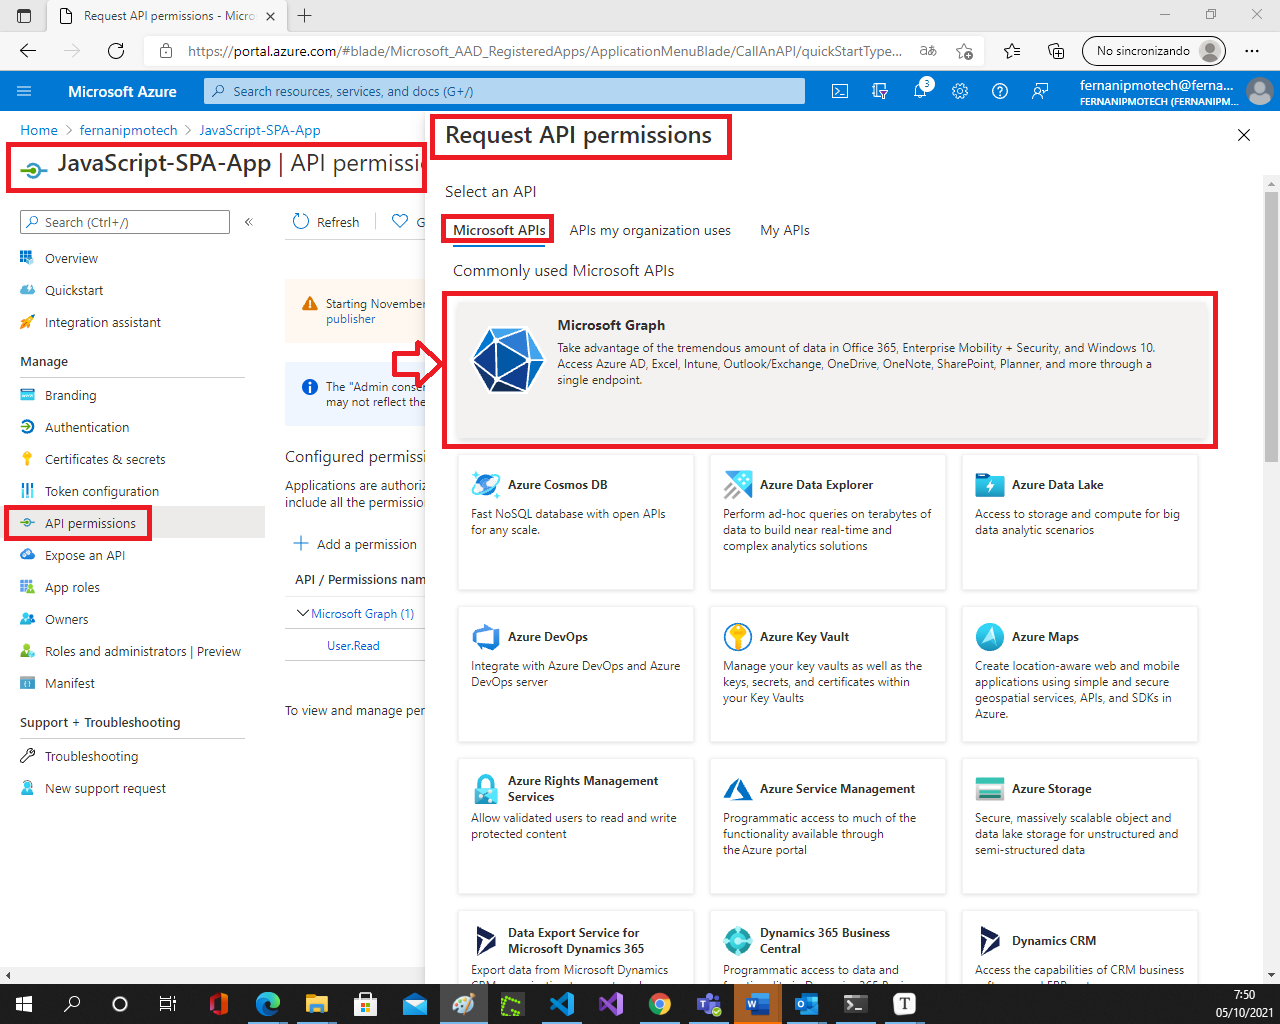 Request API permissions - Micro
https://portal.azure.com/#blade/Microsoft_AAD_RegisteredApps/ApplicationMenuBlade/CallAnAPI/quickStartType...
No sincronizando
Microsoft Azure
Search resources, services, and docs (G+/)
3
fernanipmotech@ferna...
FERNANIPMOTECH (FERNANIPM...
Home > fernanipmotech > JavaScript-SPA-App
JavaScript-SPA-App | API permissi
Search (Ctrl+/)
Overview
Quickstart
Integration assistant
Manage
Branding
Authentication
Certificates & secrets
Token configuration
API permissions
Expose an API
App roles
Owners
Roles and administrators | Preview
Manifest
Support + Troubleshooting
Troubleshooting
New support request
Refresh
G
Starting November
publisher
The "Admin conse
may not reflect the
Configured permissi
Applications are authoriz
include all the permission
Add a permission
API / Permissions nam
Microsoft Graph (1)
User.Read
To view and manage per
Request API permissions
Select an API
Microsoft APIs
APIs my organization uses
My APIs
Commonly used Microsoft APIs
Microsoft Graph
Take advantage of the tremendous amount of data in Office 365, Enterprise Mobility + Security, and Windows 10.
Access Azure AD, Excel, Intune, Outlook/Exchange, OneDrive, OneNote, SharePoint, Planner, and more through a
single endpoint.
Azure Cosmos DB
Fast NoSQL database with open APIs
for any scale.
Azure Data Explorer
Perform ad-hoc queries on terabytes of
data to build near real-time and
complex analytics solutions
Azure Data Lake
Access to storage and compute for big
data analytic scenarios
Azure DevOps
Integrate with Azure DevOps and Azure
DevOps server
Azure Key Vault
Manage your key vaults as well as the
keys, secrets, and certificates within
your Key Vaults
Azure Maps
Create location-aware web and mobile
applications using simple and secure
geospatial services, APIs, and SDKs in
Azure.
Azure Rights Management
Services
Allow validated users to read and write
protected content
Azure Service Management
Programmatic access to much of the
functionality available through
the Azure portal
Azure Storage
Secure, massively scalable object and
data lake storage for unstructured and
semi-structured data
Data Export Service for
Microsoft Dynamics 365
Export data from Microsoft Dynamics
Dynamics 365 Business
Central
Programmatic access to data and
Dynamics CRM
Access the capabilities of CRM business
7:50
05/10/2021